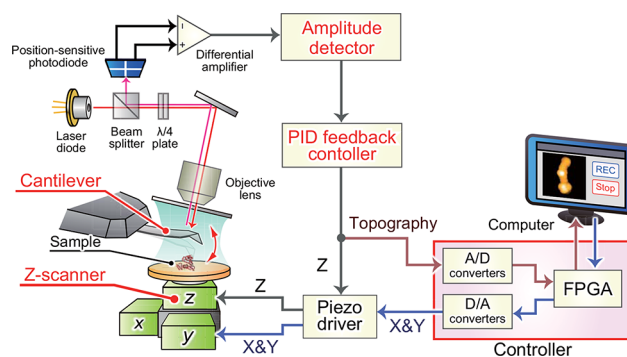 Position-sensitive
photodiode
Differential
amplifier
Amplitude
detector
Laser
diode
Beam
splitter
λ/4
plate
PID feedback
contoller
Objective
lens
Cantilever
Sample
Z-scanner
z
x
y
Topography
Z
Z
X&Y
X&Y
Piezo
driver
A/D
converters
D/A
converters
FPGA
Computer
REC
Stop
Controller
-
+